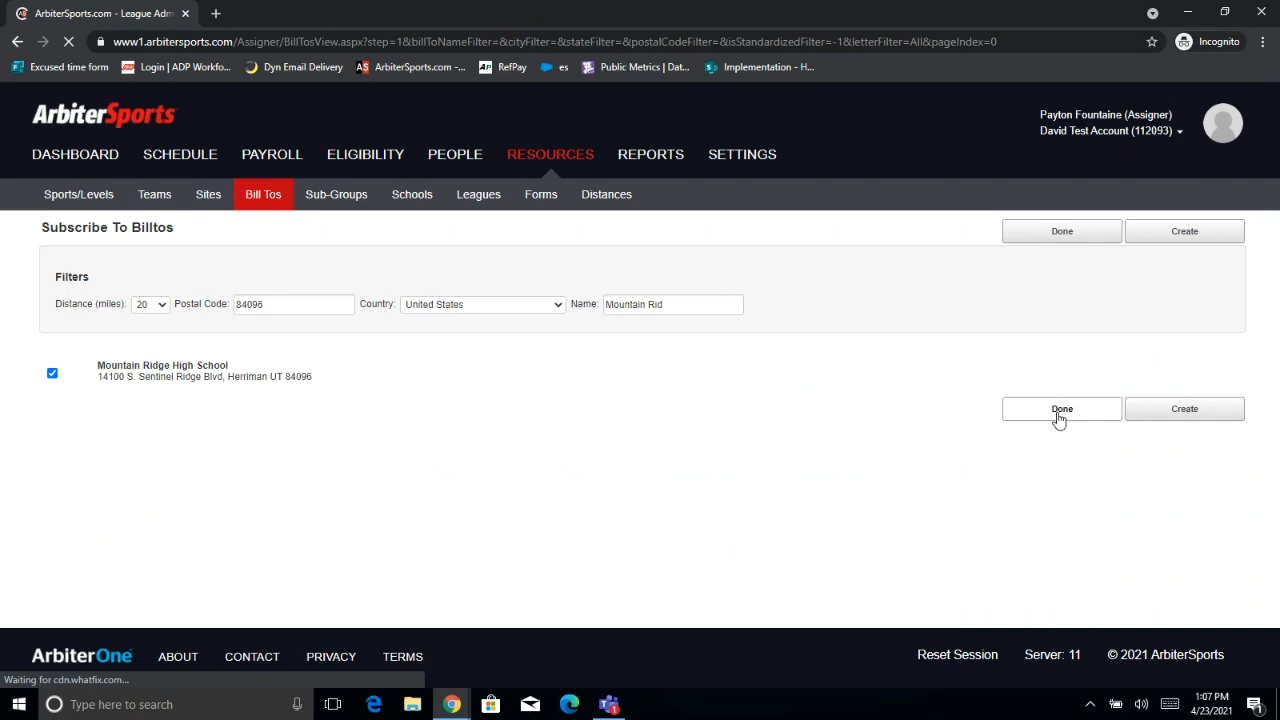 ArbiterSports.com - League Adm
www1.arbitersports.com/Assigner/BillTosView.aspx?step=1&billToNameFilter=&cityFilter=&stateFilter=&postalCodeFilter=&isStandardizedFilter=-1&letterFilter=All&pageIndex=0
Incognito
Excused time form
Login | ADP Workfo...
Dyn Email Delivery
ArbiterSports.com -...
RefPay
es
Public Metrics | Dat...
Implementation - H...
ArbiterSports
Payton Fountaine (Assigner)
David Test Account (112093)
DASHBOARD SCHEDULE PAYROLL ELIGIBILITY PEOPLE RESOURCES REPORTS SETTINGS
Sports/Levels Teams Sites Bill Tos Sub-Groups Schools Leagues Forms Distances
Subscribe To Billtos
Done Create
Filters
Distance (miles): 20 Postal Code: 84096 Country: United States Name: Mountain Rid
Mountain Ridge High School
14100 S. Sentinel Ridge Blvd, Herriman UT 84096
Done Create
ArbiterOne ABOUT CONTACT PRIVACY TERMS Reset Session Server: 11 © 2021 ArbiterSports
Waiting for cdn.whatfix.com...
Type here to search
1:07 PM
4/23/2021